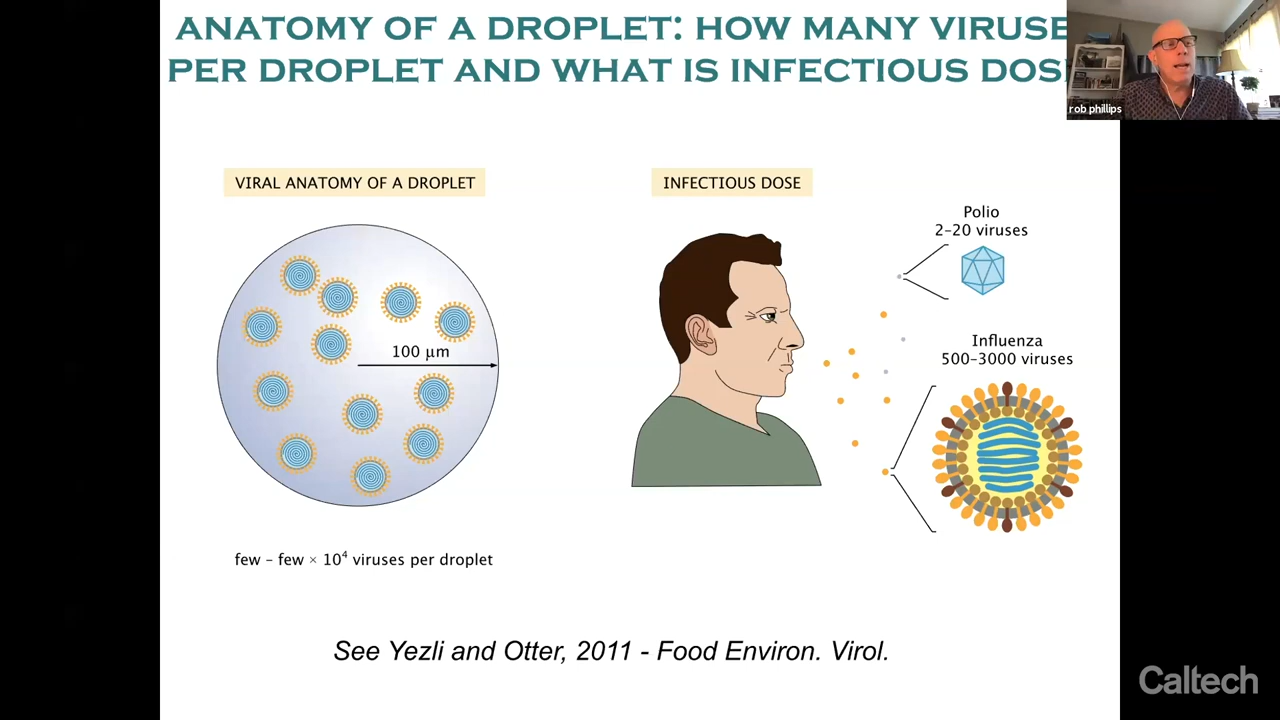 ANATOMY OF A DROPLET: HOW MANY VIRUSE
PER DROPLET AND WHAT IS INFECTIOUS DOS
rob phillips
VIRAL ANATOMY OF A DROPLET
100 μm
few – few × 10⁴ viruses per droplet
INFECTIOUS DOSE
Polio
2–20 viruses
Influenza
500–3000 viruses
See Yezli and Otter, 2011 - Food Environ. Virol.
Caltech